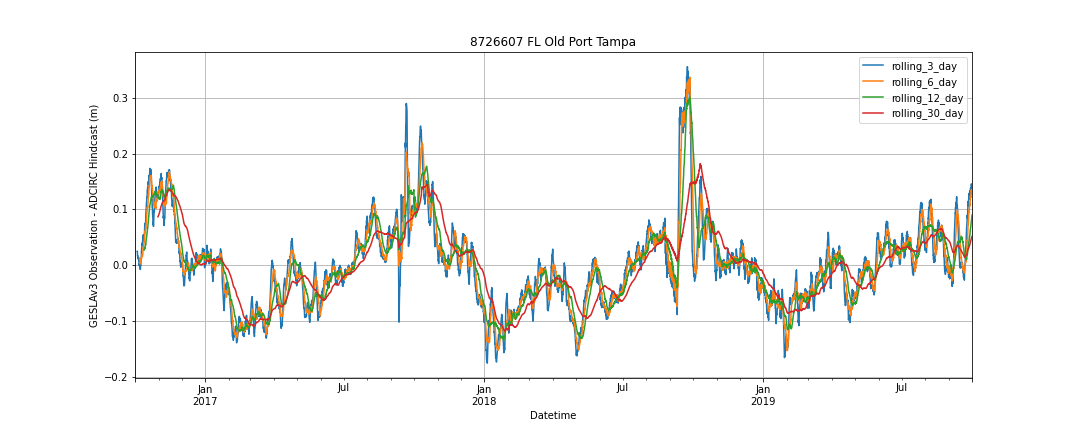 8726607 FL Old Port Tampa
rolling_3_day
rolling_6_day
rolling_12_day
rolling_30_day
GESLAv3 Observation - ADCIRC Hindcast (m)
0.3
0.2
0.1
0.0
−0.1
−0.2
Jan Jul Jan Jul Jan Jul
2017 2018 2019
Datetime